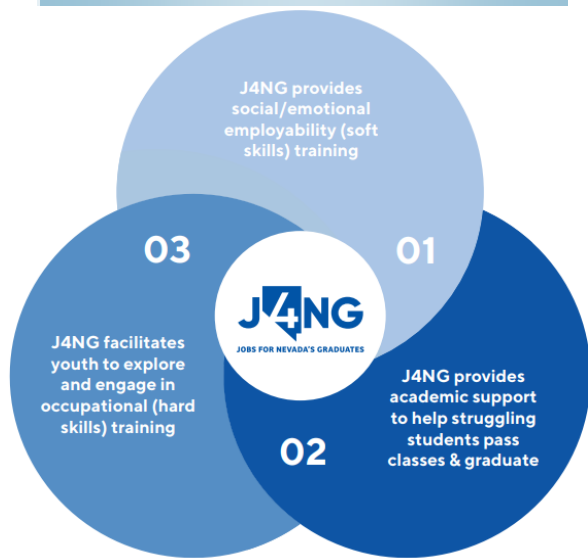 J4NG provides
social/emotional
employability (soft
skills) training
01
03
J4NG
JOBS FOR NEVADA'S GRADUATES
J4NG facilitates
youth to explore
and engage in
occupational (hard
skills) training
J4NG provides
academic support
to help struggling
students pass
classes & graduate
02